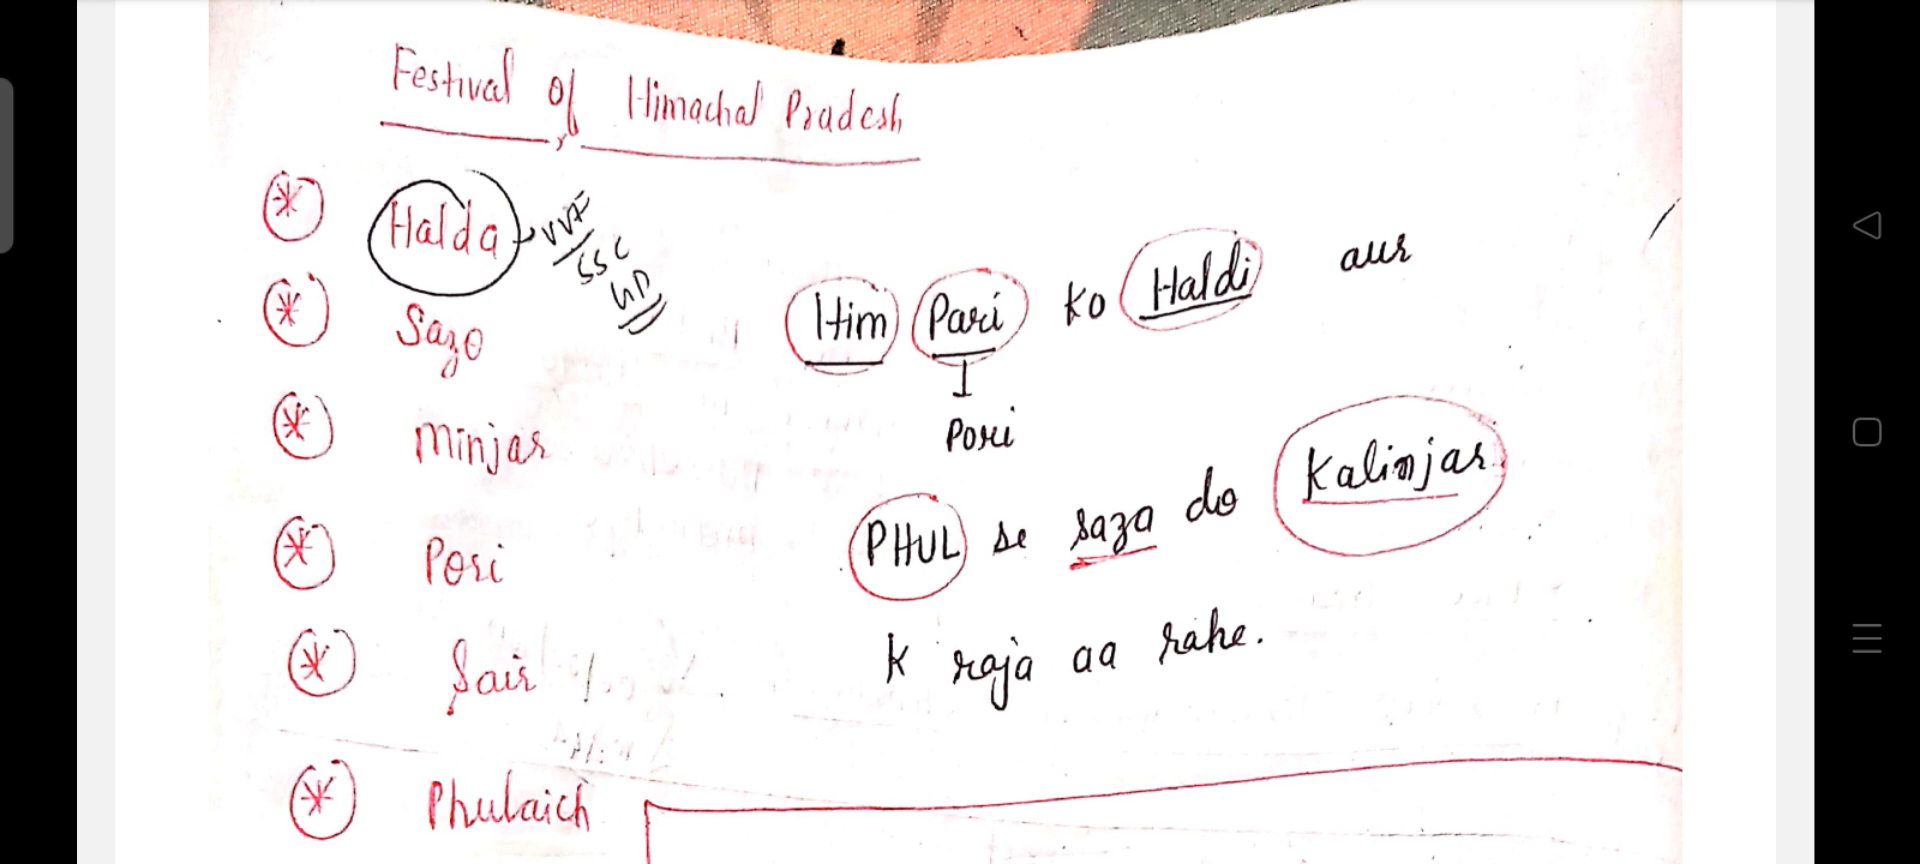 Festival of Himachal Pradesh
Halda
VVI
SSC
GD
Sazo
Minjar
Pori
Sair
Phulaich
Him Pari ko Haldi aur
Pori
PHUL se saza do Kalinjar
K raja aa rahe.